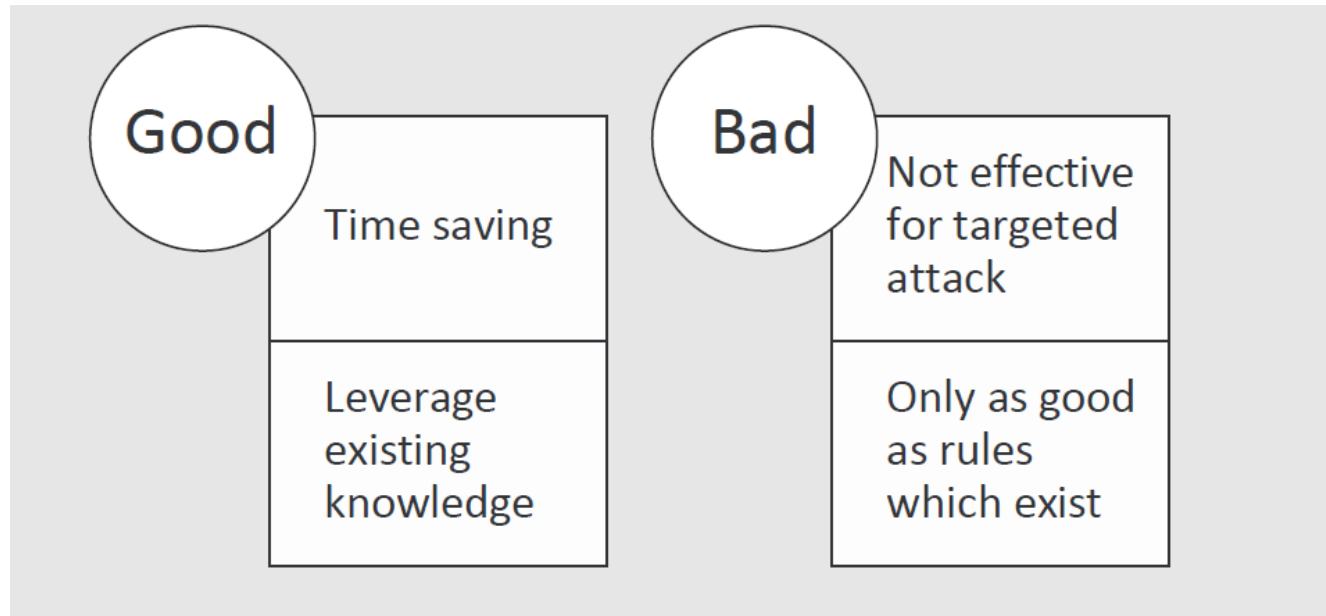 Good
Time saving
Leverage
existing
knowledge
Bad
Not effective
for targeted
attack
Only as good
as rules
which exist